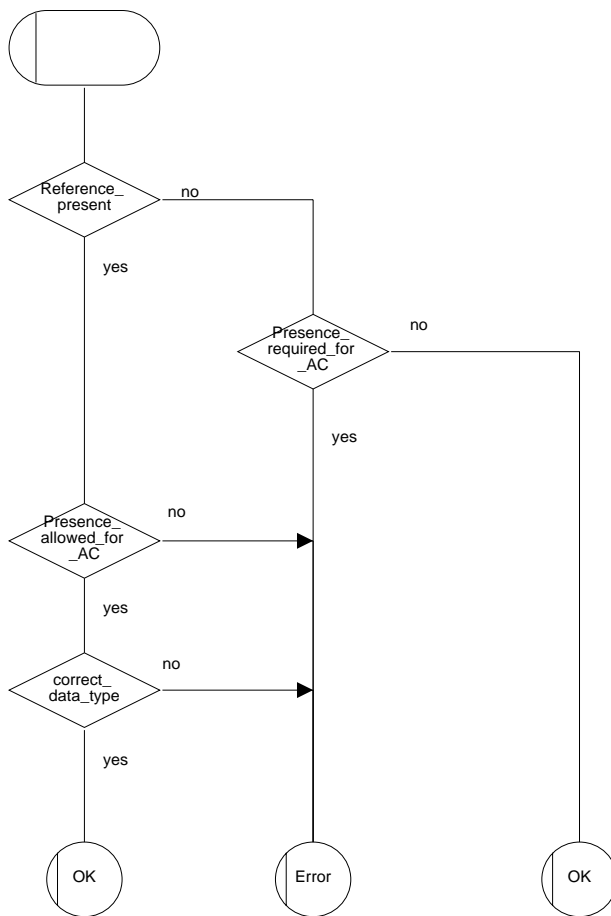 Reference_
present
no
yes
Presence_
required_for
_AC
no
yes
Presence_
allowed_for
_AC
no
yes
correct_
data_type
no
yes
OK
Error
OK